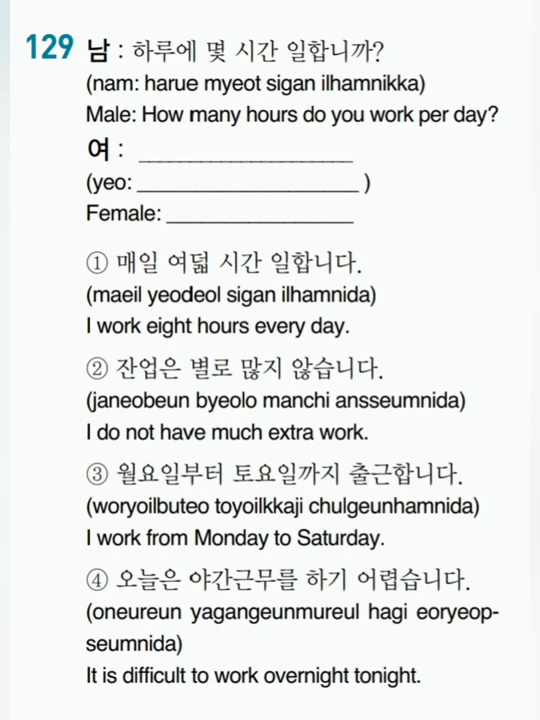 129 남 : 하루에 몇 시간 일합니까?
(nam: harue myeot sigan ilhamnikka)
Male: How many hours do you work per day?
여 : ____________________
(yeo: ____________________ )
Female: ____________________
① 매일 여덟 시간 일합니다.
(maeil yeodeol sigan ilhamnida)
I work eight hours every day.
② 잔업은 별로 많지 않습니다.
(janeobeun byeolo manchi ansseumnida)
I do not have much extra work.
③ 월요일부터 토요일까지 출근합니다.
(woryoilbuteo toyoilkkaji chulgeunhamnida)
I work from Monday to Saturday.
④ 오늘은 야간근무를 하기 어렵습니다.
(oneureun yagangeunmureul hagi eoryeop-
seumnida)
It is difficult to work overnight tonight.